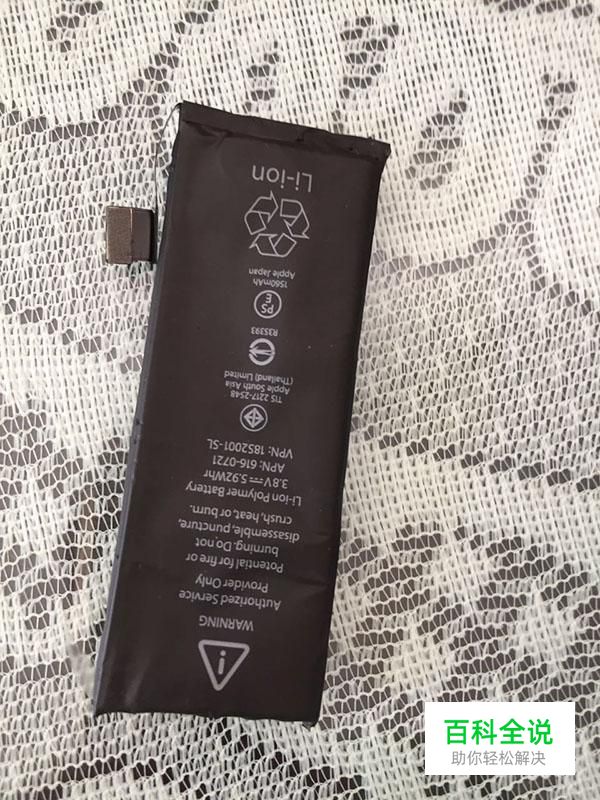 WARNING
Authorized Service
Provider Only
Potential for fire or
burning. Do not
disassemble, puncture,
crush, heat, or burn.
Li-ion Polymer Battery
3.8V 5.92Whr
APN: 616-0721
VPN: 18S2001-SL
TIS 2217-2548
Apple South Asia
(Thailand) Limited
R3S393
PS
E
1560mAh
Apple Japan
Li-ion
百科全说
助你轻松解决